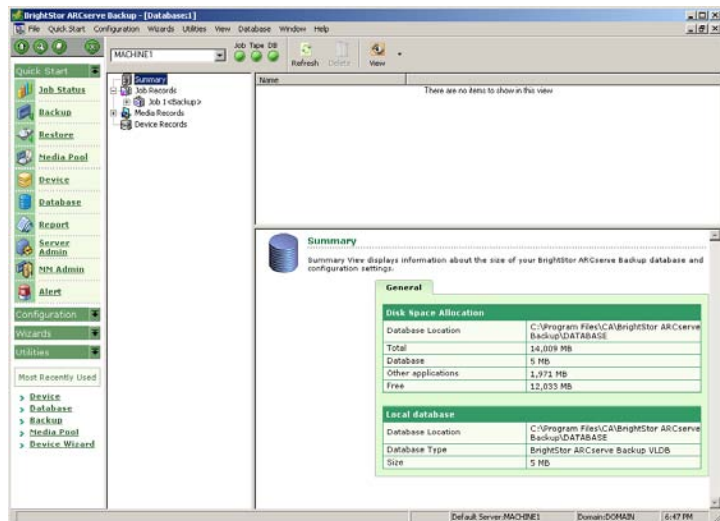 BrightStor ARCserve Backup - [Database:1]
File Quick Start Configuration Wizards Utilities View Database Window Help
MACHINE1
Job Tape DB
Refresh Delete View
Quick Start
Job Status
Backup
Restore
Media Pool
Device
Database
Report
Server
Admin
MM Admin
Alert
Configuration
Wizards
Utilities
Most Recently Used
Device
Database
Backup
Media Pool
Device Wizard
Summary
Job Records
Job 1<Backup>
Media Records
Device Records
Name
There are no items to show in this view
Summary
Summary View displays information about the size of your BrightStor ARCserve Backup database and
configuration settings.
General
Disk Space Allocation
Database Location C:\Program Files\CA\BrightStor ARCserve
Backup\DATABASE
Total 14,009 MB
Database 5 MB
Other applications 1,971 MB
Free 12,033 MB
Local database
Database Location C:\Program Files\CA\BrightStor ARCserve
Backup\DATABASE
Database Type BrightStor ARCserve Backup VLDB
Size 5 MB
Default Server:MACHINE1 Domain:DOMAIN 6:47 PM